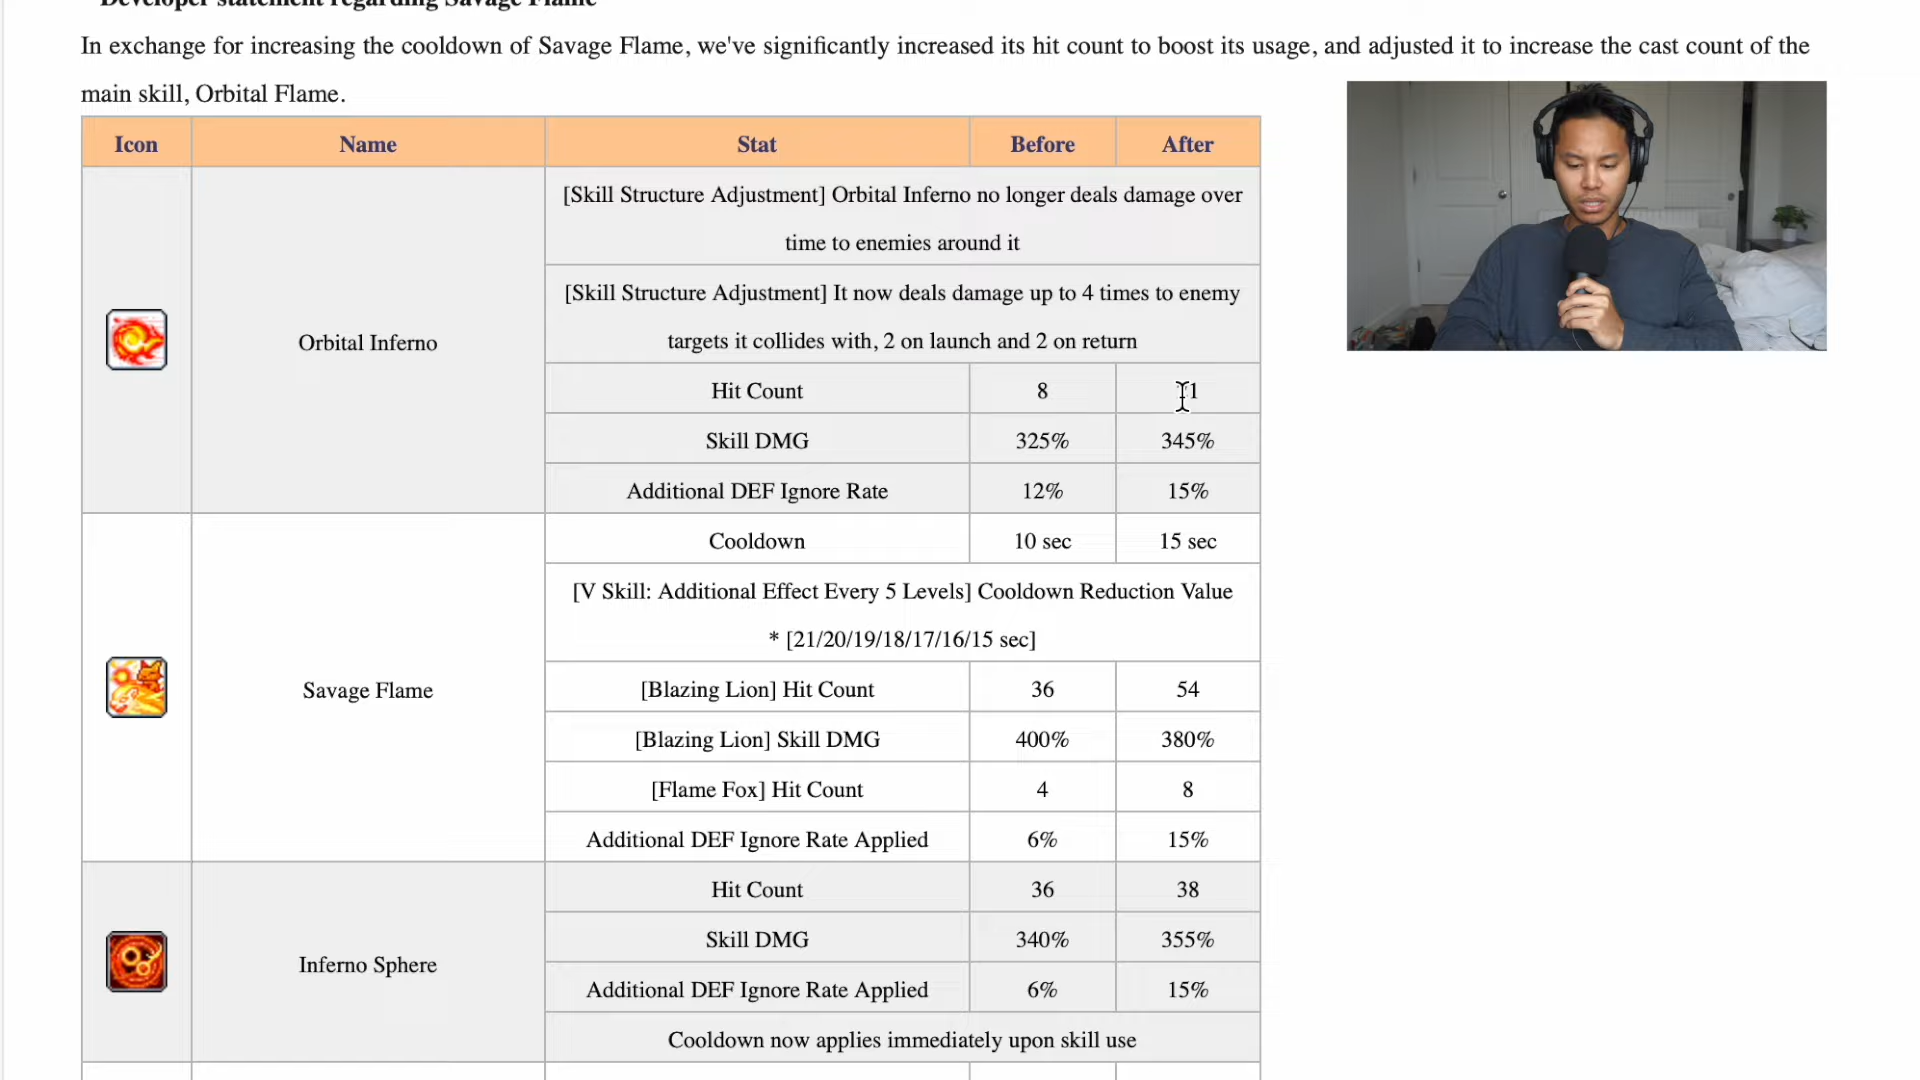 Developer statement regarding Savage Flame
In exchange for increasing the cooldown of Savage Flame, we've significantly increased its hit count to boost its usage, and adjusted it to increase the cast count of the
main skill, Orbital Flame.
Icon Name Stat Before After
[Skill Structure Adjustment] Orbital Inferno no longer deals damage over
time to enemies around it
[Skill Structure Adjustment] It now deals damage up to 4 times to enemy
targets it collides with, 2 on launch and 2 on return
Orbital Inferno
Hit Count 8
Skill DMG 325% 345%
Additional DEF Ignore Rate 12% 15%
Cooldown 10 sec 15 sec
[V Skill: Additional Effect Every 5 Levels] Cooldown Reduction Value
* [21/20/19/18/17/16/15 sec]
Savage Flame
[Blazing Lion] Hit Count 36 54
[Blazing Lion] Skill DMG 400% 380%
[Flame Fox] Hit Count 4 8
Additional DEF Ignore Rate Applied 6% 15%
Hit Count 36 38
Skill DMG 340% 355%
Inferno Sphere
Additional DEF Ignore Rate Applied 6% 15%
Cooldown now applies immediately upon skill use